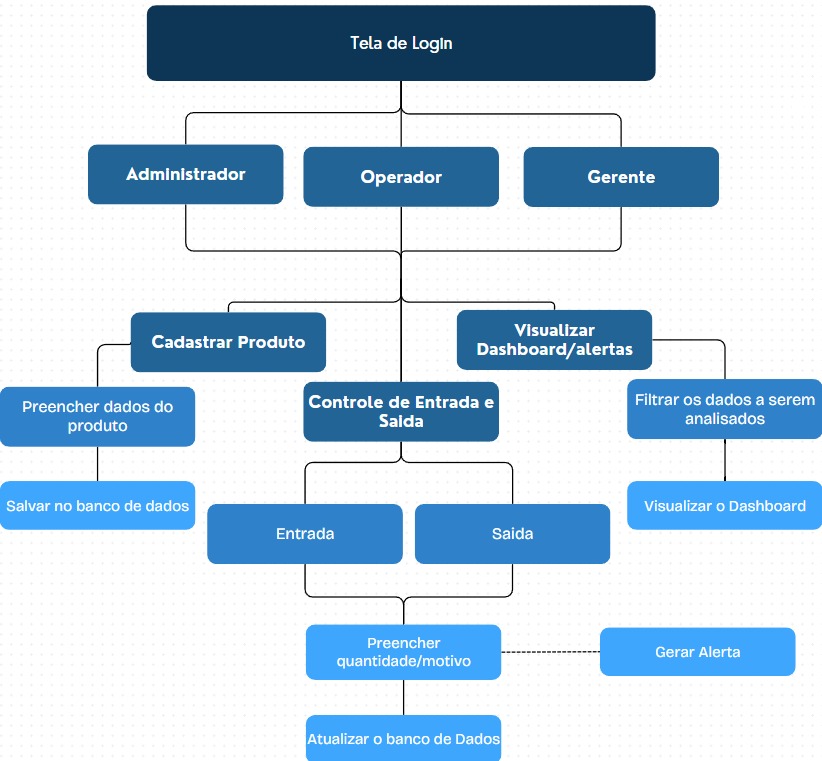 Tela de Login
Administrador
Operador
Gerente
Cadastrar Produto
Visualizar
Dashboard/alertas
Preencher dados do
produto
Controle de Entrada e
Saida
Filtrar os dados a serem
analisados
Salvar no banco de dados
Visualizar o Dashboard
Entrada
Saida
Preencher
quantidade/motivo
Gerar Alerta
Atualizar o banco de Dados